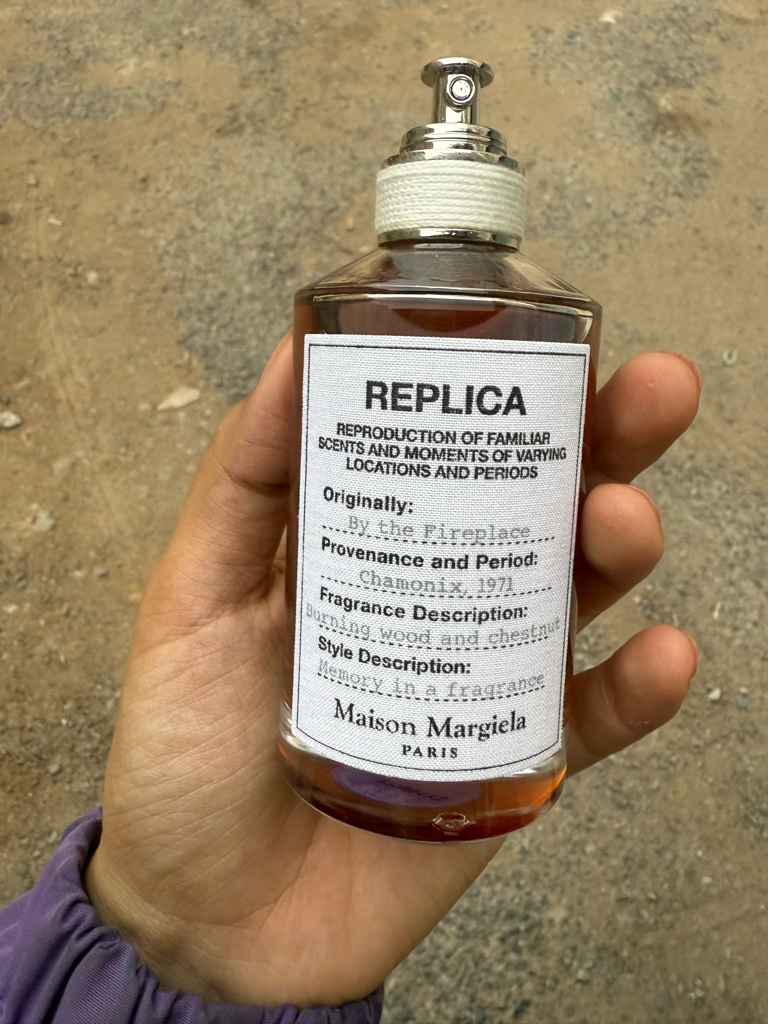 REPLICA
REPRODUCTION OF FAMILIAR
SCENTS AND MOMENTS OF VARYING
LOCATIONS AND PERIODS
Originally:
By the Fireplace
Provenance and Period:
Chamonix, 1971
Fragrance Description:
Burning wood and chestnut
Style Description:
Memory in a fragrance
Maison Margiela
PARIS